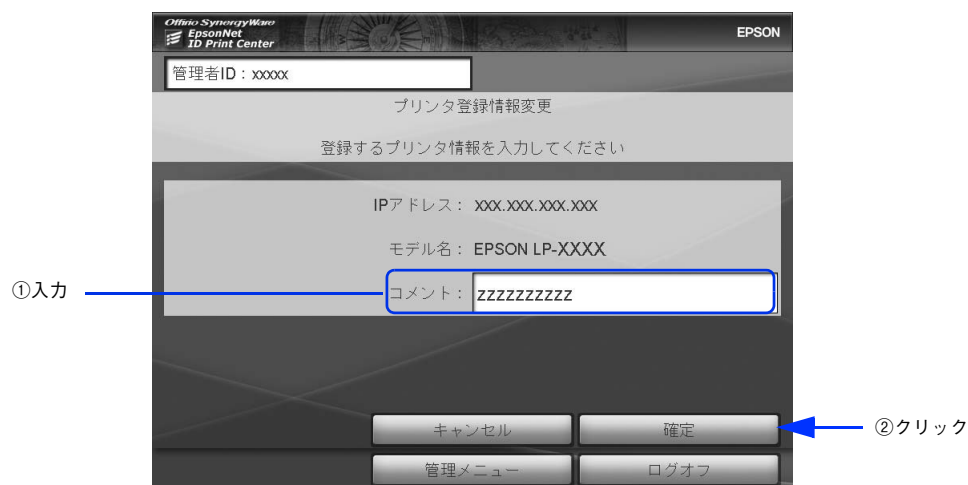 Offirio SynergyWare
EpsonNet
ID Print Center
EPSON
管理者ID：xxxxx
プリンタ登録情報変更
登録するプリンタ情報を入力してください
IPアドレス： XXX.XXX.XXX.XXX
モデル名： EPSON LP-XXXX
①入力
コメント： zzzzzzzzzz
キャンセル 確定 ②クリック
管理メニュー ログオフ